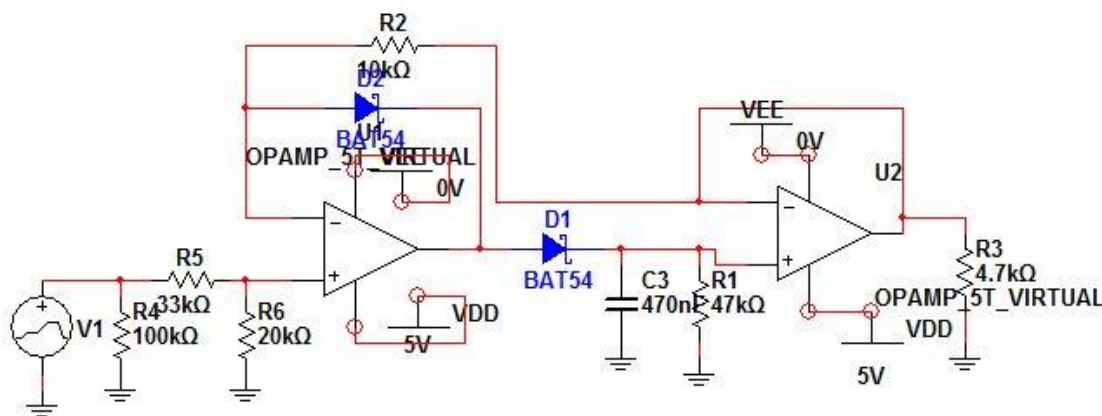 R2
10kΩ
D2
BAT54
U1
OPAMP_5T_VIRTUAL
VEE
0V
VEE
0V
U2
D1
BAT54
R5
33kΩ
V1
R4
100kΩ
R6
20kΩ
VDD
5V
C3
R1
47kΩ
R3
4.7kΩ
OPAMP_5T_VIRTUAL
VDD
5V